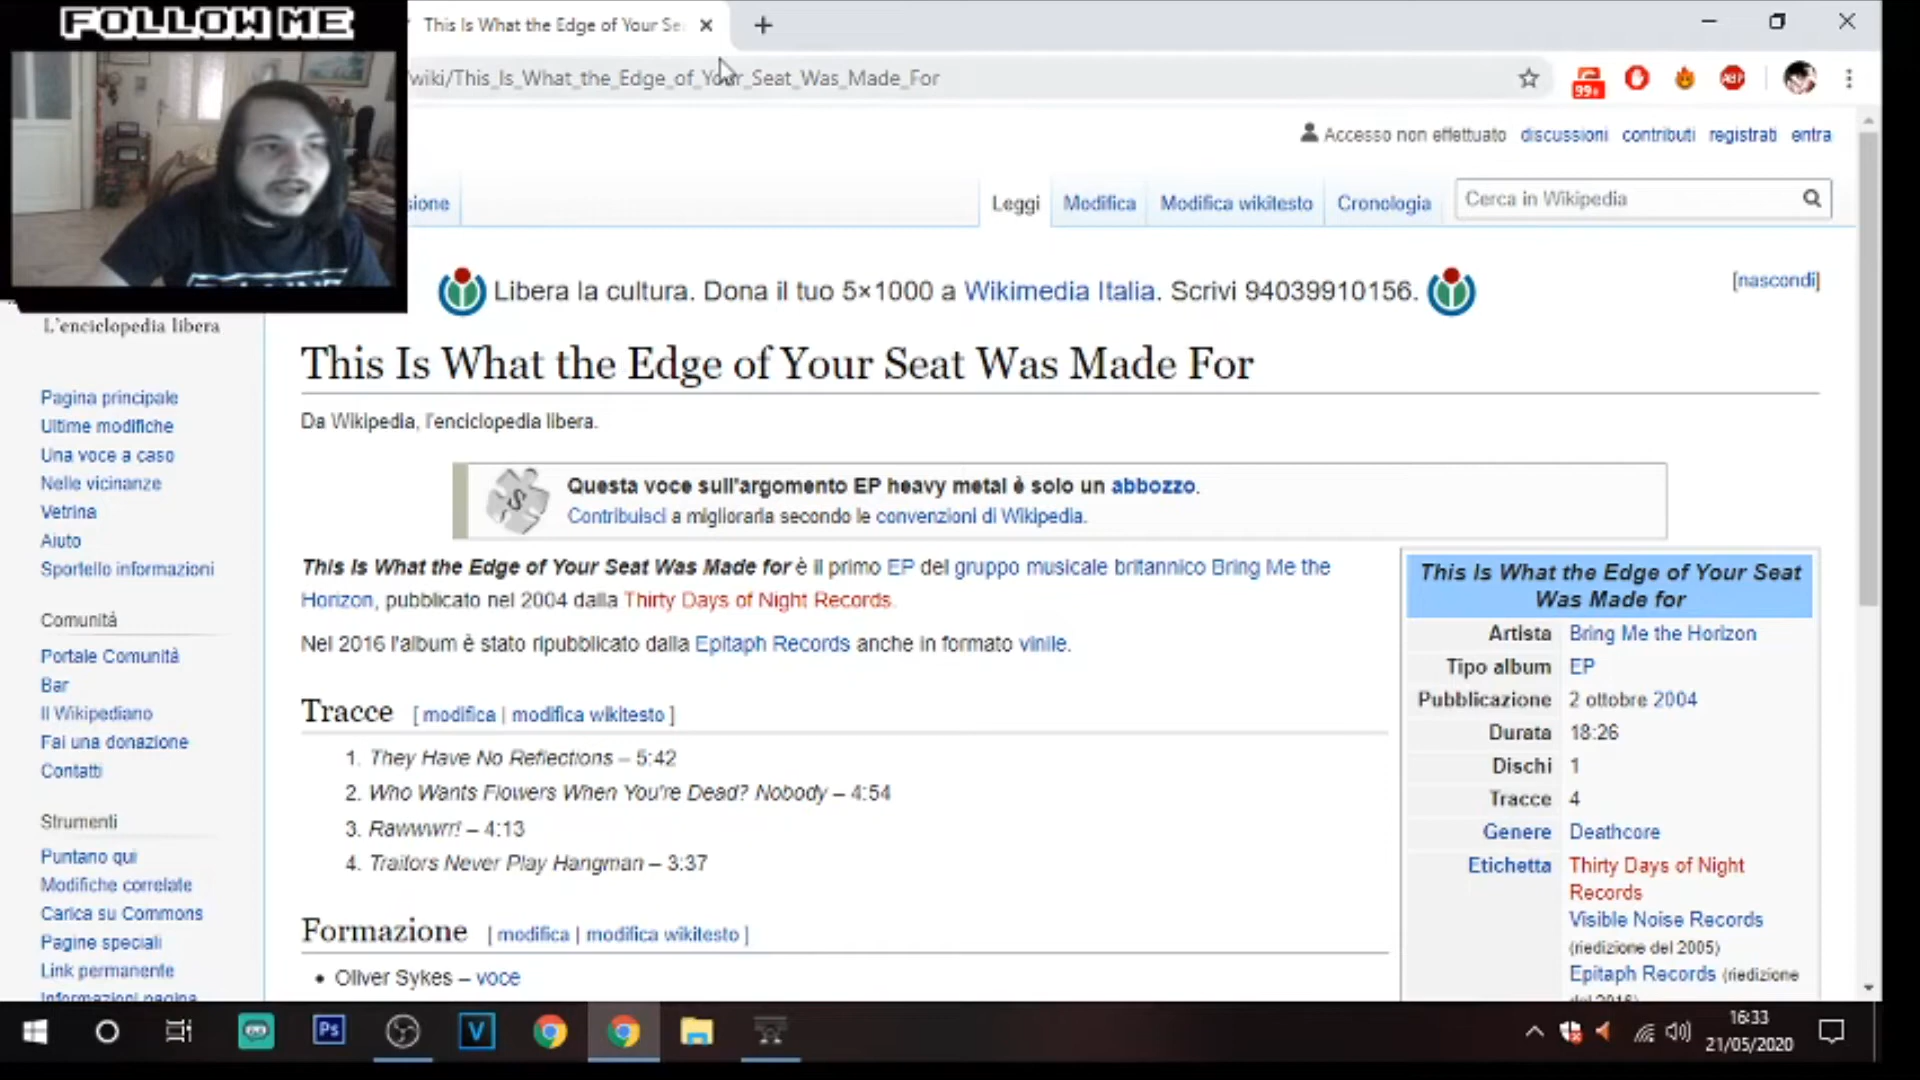 FOLLOW ME
This Is What the Edge of Your Se
/wiki/This_Is_What_the_Edge_of_Your_Seat_Was_Made_For
99+
ABP
Accesso non effettuato discussioni contributi registrati entra
sione
Leggi Modifica Modifica wikitesto Cronologia Cerca in Wikipedia
Libera la cultura. Dona il tuo 5×1000 a Wikimedia Italia. Scrivi 94039910156.
[nascondi]
L'enciclopedia libera
Pagina principale
Ultime modifiche
Una voce a caso
Nelle vicinanze
Vetrina
Aiuto
Sportello informazioni
Comunità
Portale Comunità
Bar
Il Wikipediano
Fai una donazione
Contatti
Strumenti
Puntano qui
Modifiche correlate
Carica su Commons
Pagine speciali
Link permanente
Informazioni pagina
This Is What the Edge of Your Seat Was Made For
Da Wikipedia, l'enciclopedia libera.
Questa voce sull'argomento EP heavy metal è solo un abbozzo.
Contribuisci a migliorarla secondo le convenzioni di Wikipedia.
This Is What the Edge of Your Seat Was Made for è il primo EP del gruppo musicale britannico Bring Me the
Horizon, pubblicato nel 2004 dalla Thirty Days of Night Records.
Nel 2016 l'album è stato ripubblicato dalla Epitaph Records anche in formato vinile.
Tracce [ modifica | modifica wikitesto ]
1. They Have No Reflections – 5:42
2. Who Wants Flowers When You're Dead? Nobody – 4:54
3. Rawwwrr! – 4:13
4. Traitors Never Play Hangman – 3:37
Formazione [ modifica | modifica wikitesto ]
• Oliver Sykes – voce
This Is What the Edge of Your Seat
Was Made for
Artista Bring Me the Horizon
Tipo album EP
Pubblicazione 2 ottobre 2004
Durata 18:26
Dischi 1
Tracce 4
Genere Deathcore
Etichetta Thirty Days of Night
Records
Visible Noise Records
(riedizione del 2005)
Epitaph Records (riedizione
del 2016)
Ps
V
16:33
21/05/2020